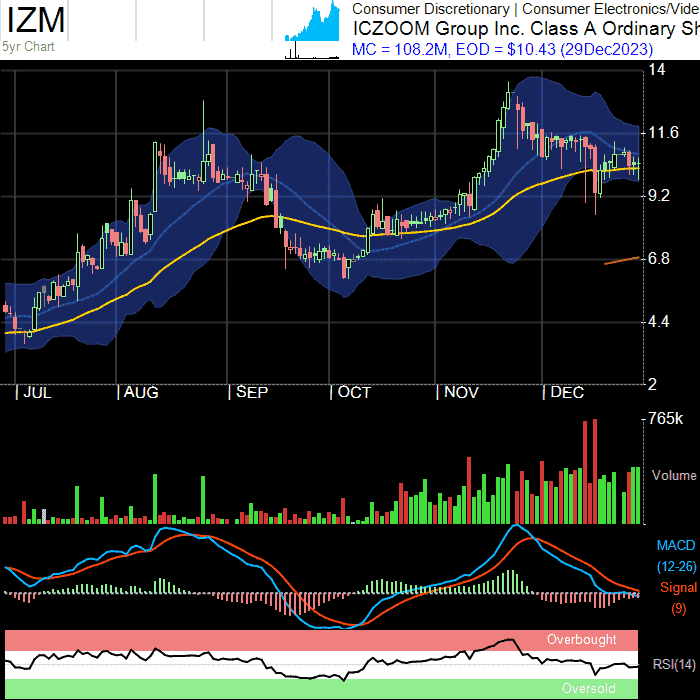 IZM
5yr Chart
Consumer Discretionary | Consumer Electronics/Vide
ICZOOM Group Inc. Class A Ordinary Sh
MC = 108.2M, EOD = $10.43 (29Dec2023)
14
11.6
9.2
6.8
4.4
2
JUL AUG SEP OCT NOV DEC
765k
Volume
MACD
(12-26)
Signal
(9)
Overbought
RSI(14)
Oversold